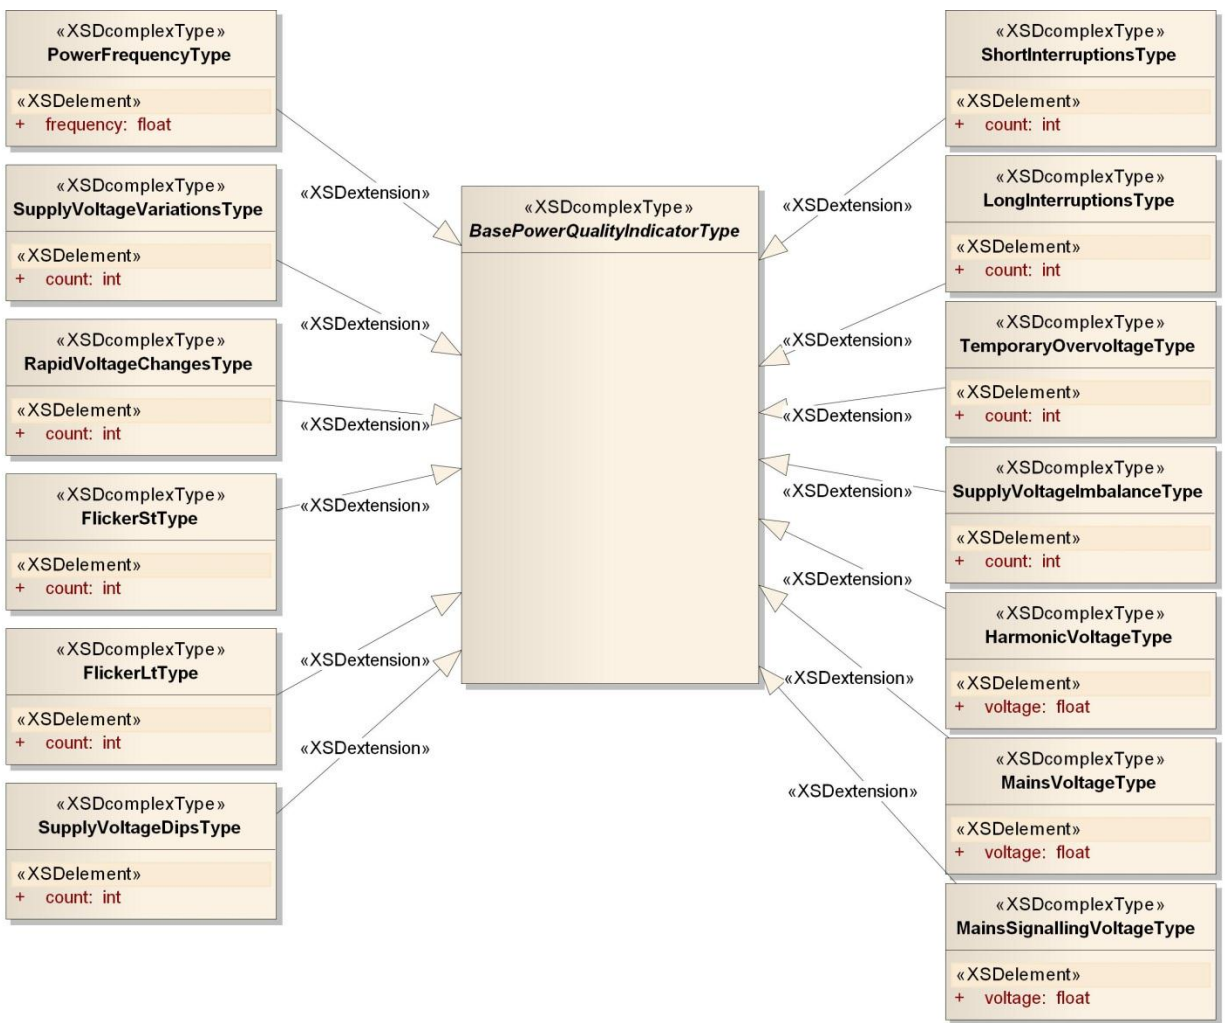 «XSDcomplexType»
PowerFrequencyType
«XSDelement»
+ frequency: float
«XSDcomplexType»
SupplyVoltageVariationsType
«XSDelement»
+ count: int
«XSDcomplexType»
RapidVoltageChangesType
«XSDelement»
+ count: int
«XSDcomplexType»
FlickerStType
«XSDelement»
+ count: int
«XSDcomplexType»
FlickerLtType
«XSDelement»
+ count: int
«XSDcomplexType»
SupplyVoltageDipsType
«XSDelement»
+ count: int
«XSDextension»
«XSDextension»
«XSDextension»
«XSDextension»
«XSDextension»
«XSDextension»
«XSDcomplexType»
BasePowerQualityIndicatorType
«XSDextension»
«XSDextension»
«XSDextension»
«XSDextension»
«XSDextension»
«XSDextension»
«XSDextension»
«XSDcomplexType»
ShortInterruptionsType
«XSDelement»
+ count: int
«XSDcomplexType»
LongInterruptionsType
«XSDelement»
+ count: int
«XSDcomplexType»
TemporaryOvervoltageType
«XSDelement»
+ count: int
«XSDcomplexType»
SupplyVoltageImbalanceType
«XSDelement»
+ count: int
«XSDcomplexType»
HarmonicVoltageType
«XSDelement»
+ voltage: float
«XSDcomplexType»
MainsVoltageType
«XSDelement»
+ voltage: float
«XSDcomplexType»
MainsSignallingVoltageType
«XSDelement»
+ voltage: float